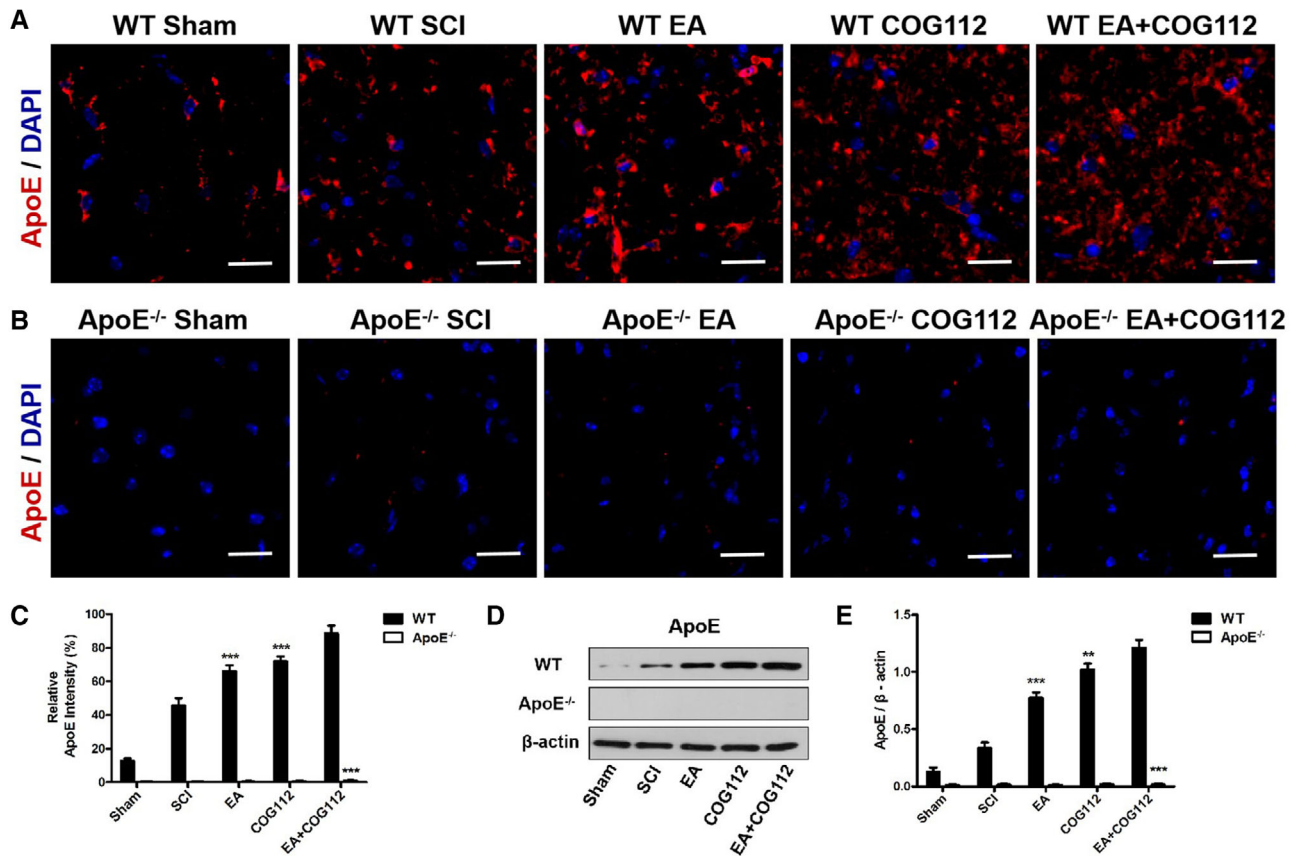 A
WT Sham
WT SCI
WT EA
WT COG112
WT EA+COG112
ApoE / DAPI
B
ApoE-/- Sham
ApoE-/- SCI
ApoE-/- EA
ApoE-/- COG112
ApoE-/- EA+COG112
ApoE / DAPI
C
Relative
ApoE Intensity (%)
100
80
60
40
20
0
***
***
***
WT
ApoE-/-
Sham
SCI
EA
COG112
EA+COG112
D
ApoE
WT
ApoE-/-
β-actin
Sham
SCI
EA
COG112
EA+COG112
E
ApoE / β - actin
1.5
1.0
0.5
0.0
***
**
***
WT
ApoE-/-
Sham
SCI
EA
COG112
EA+COG112